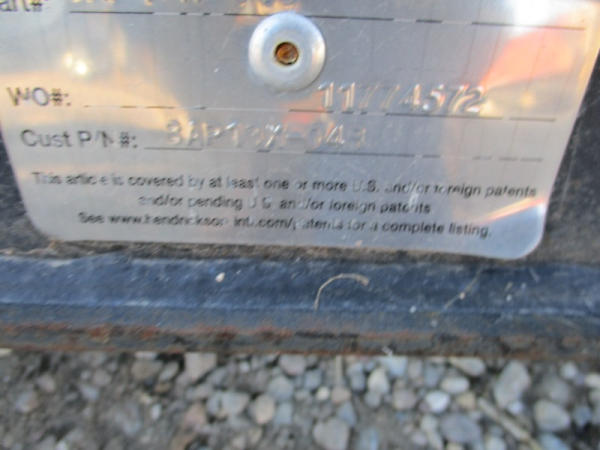 WO#: 11774572
Cust P/N#:
This article is covered by at least one or more U.S. and/or foreign patents
and/or pending U.S. and/or foreign patents
See www.hendrickson-intl.com/patents for a complete listing.